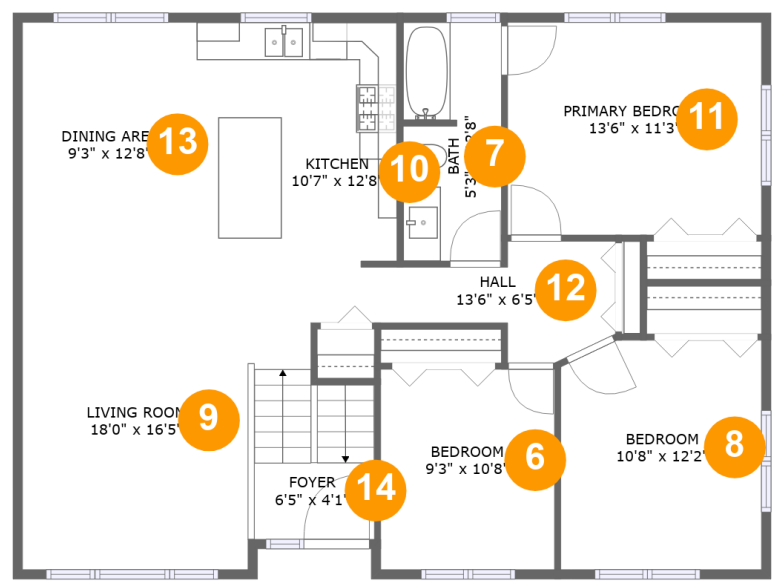 DINING ARE
9'3" x 12'8"
13
KITCHEN
10'7" x 12'8
10
BATH
5'3"
7
PRIMARY BEDRO
13'6" x 11'3"
11
HALL
13'6" x 6'5"
12
LIVING ROOM
18'0" x 16'5"
9
FOYER
6'5" x 4'1"
14
BEDROOM
9'3" x 10'8"
6
BEDROOM
10'8" x 12'2"
8